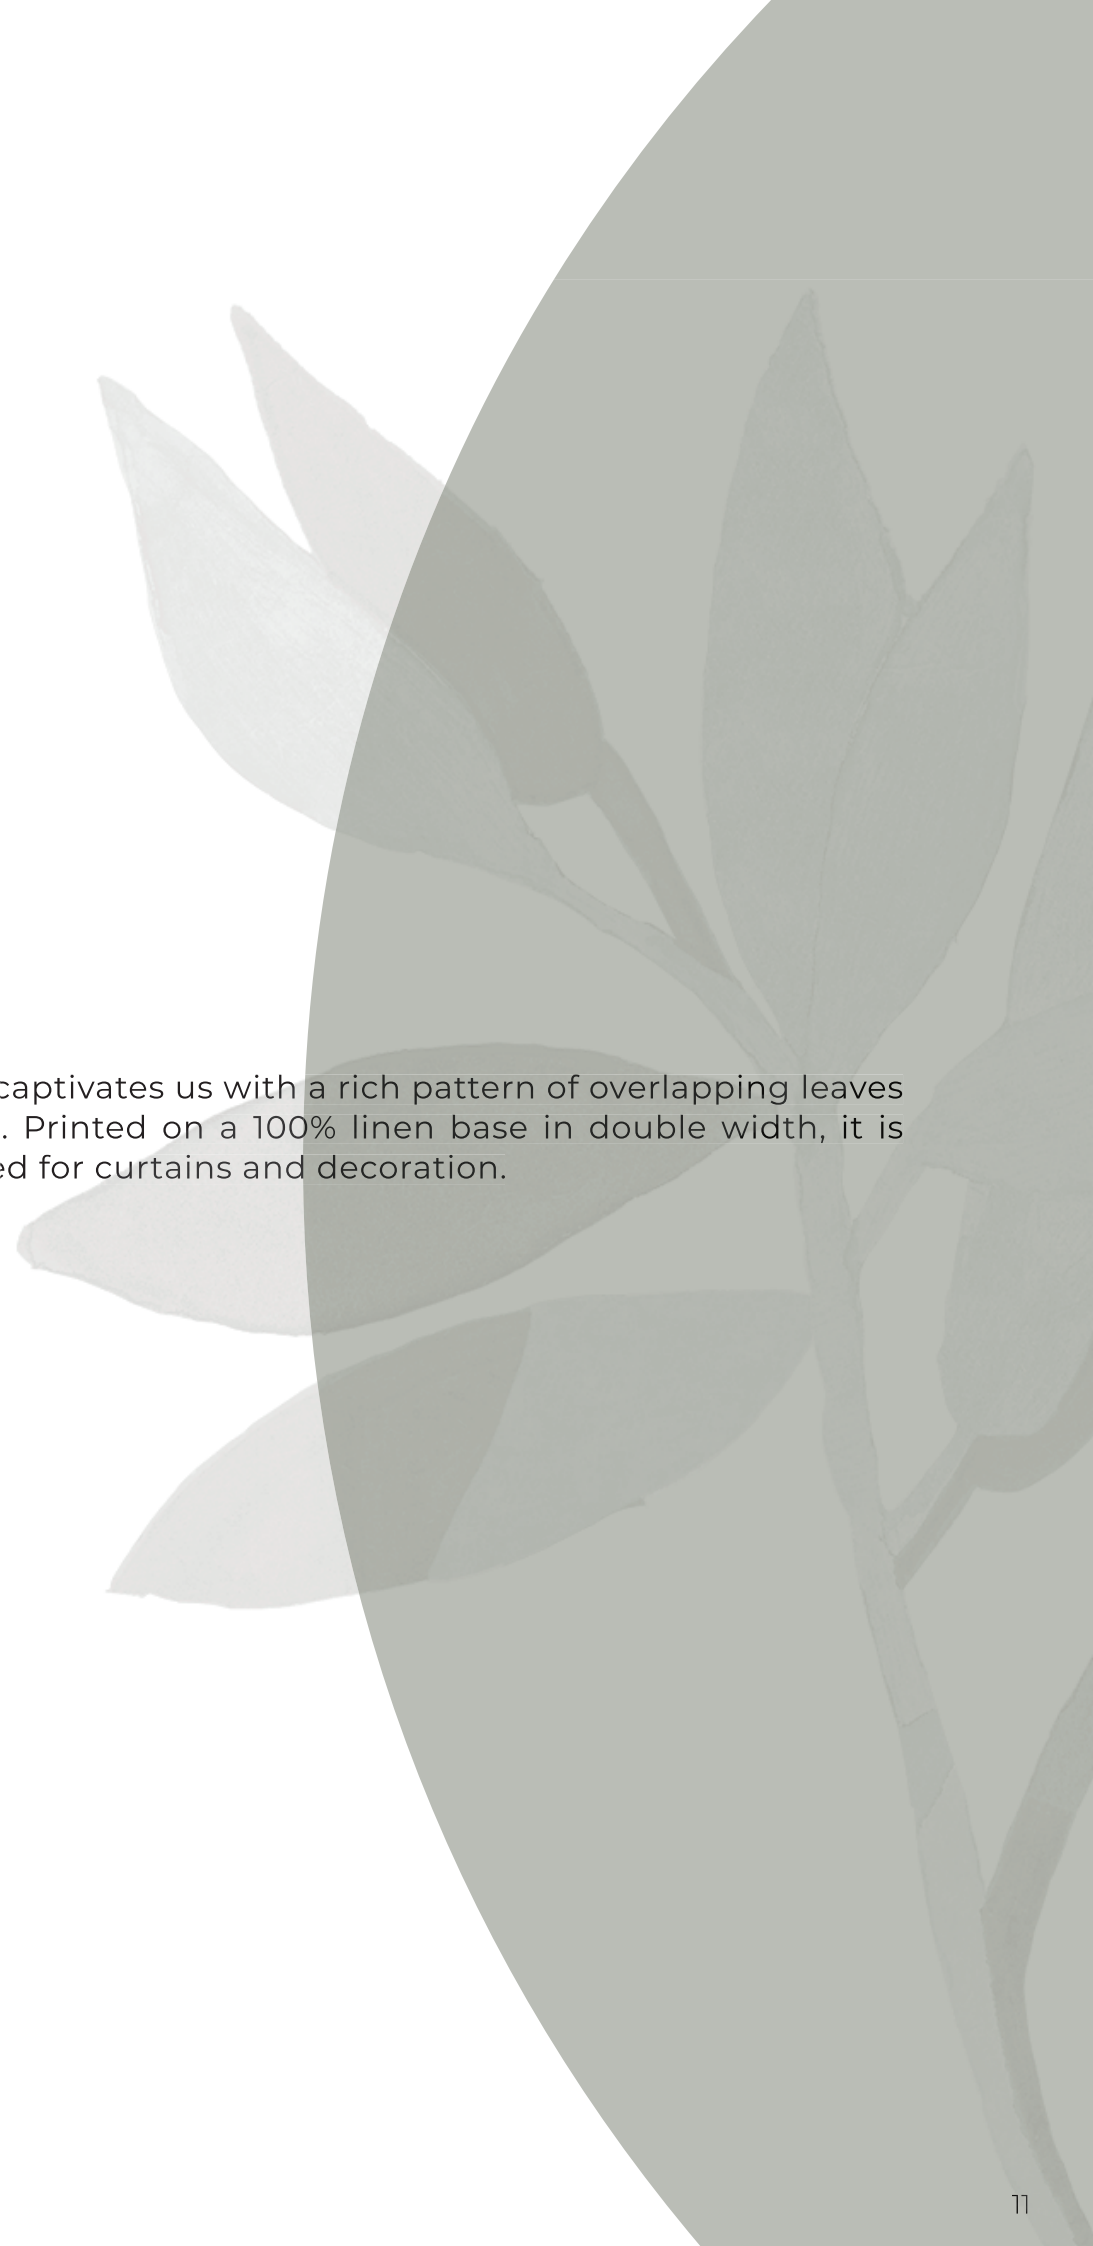 captivates us with a rich pattern of overlapping leaves
. Printed on a 100% linen base in double width, it is
ed for curtains and decoration.
11